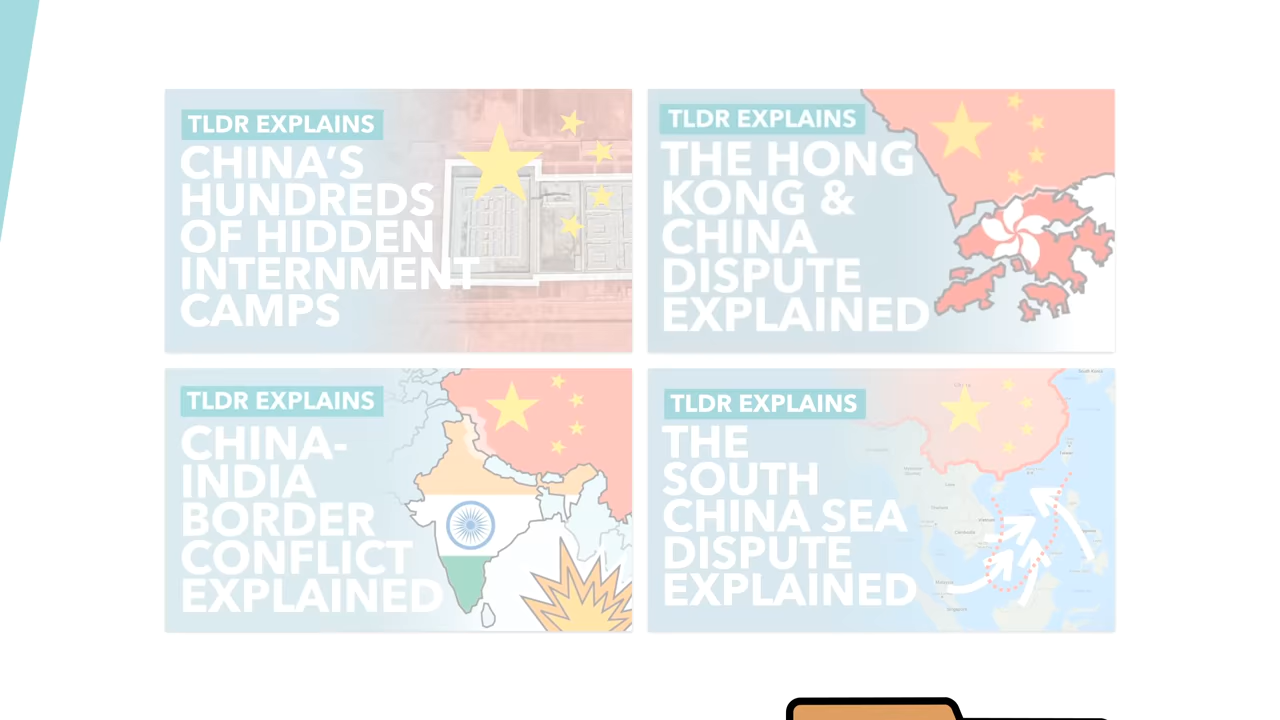 TLDR EXPLAINS
CHINA'S
HUNDREDS
OF HIDDEN
INTERNMENT
CAMPS
TLDR EXPLAINS
THE HONG
KONG &
CHINA
DISPUTE
EXPLAINED
TLDR EXPLAINS
CHINA-
INDIA
BORDER
CONFLICT
EXPLAINED
TLDR EXPLAINS
THE
SOUTH
CHINA SEA
DISPUTE
EXPLAINED